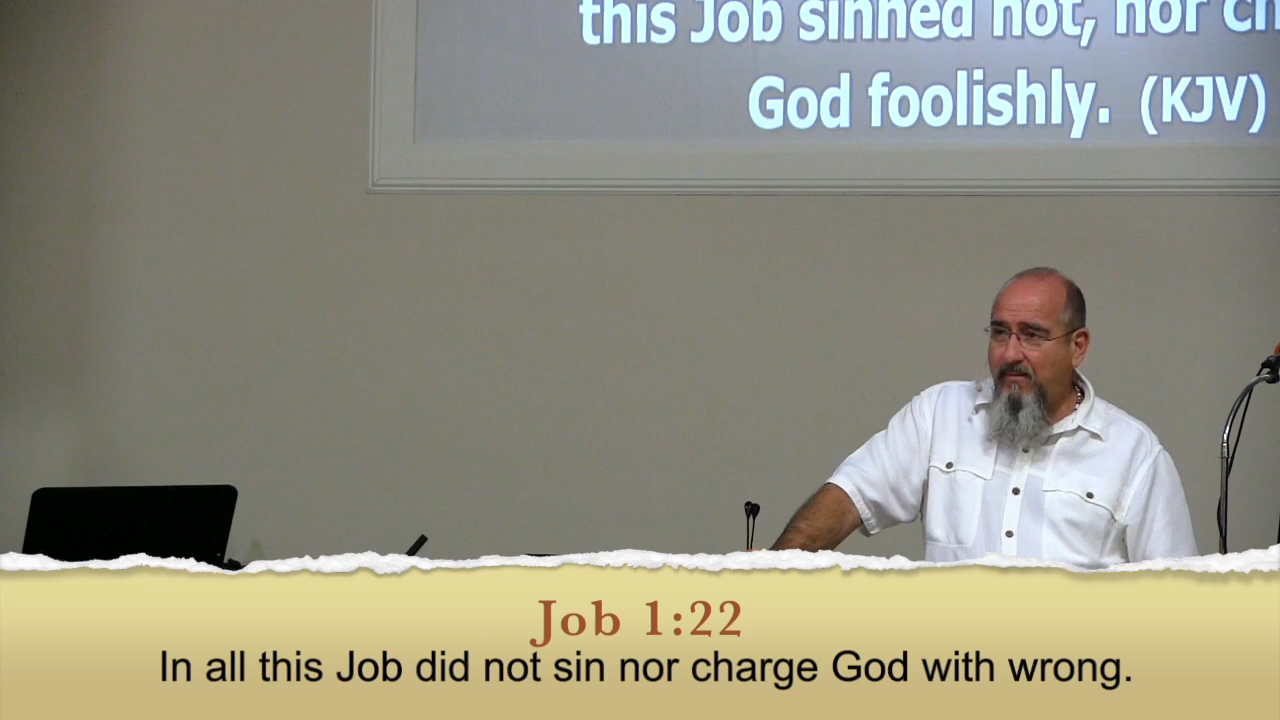 this Job sinned not, nor
God foolishly. (KJV)
Job 1:22
In all this Job did not sin nor charge God with wrong.